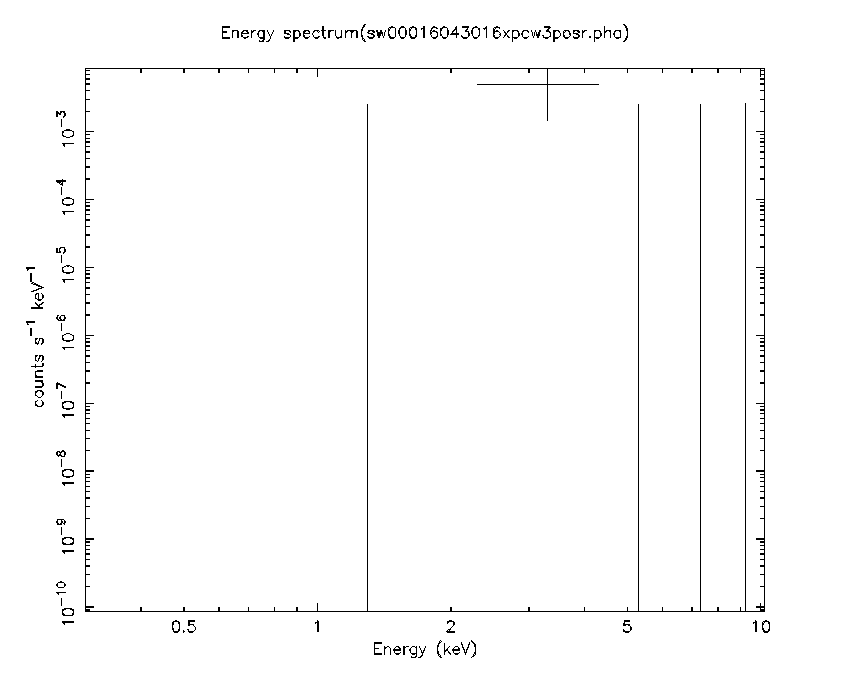 Energy spectrum(sw00016043016xpcw3posr.pha)
counts s⁻¹ keV⁻¹
10⁻³
10⁻⁴
10⁻⁵
10⁻⁶
10⁻⁷
10⁻⁸
10⁻⁹
10⁻¹⁰
0.5 1 2 5 10
Energy (keV)